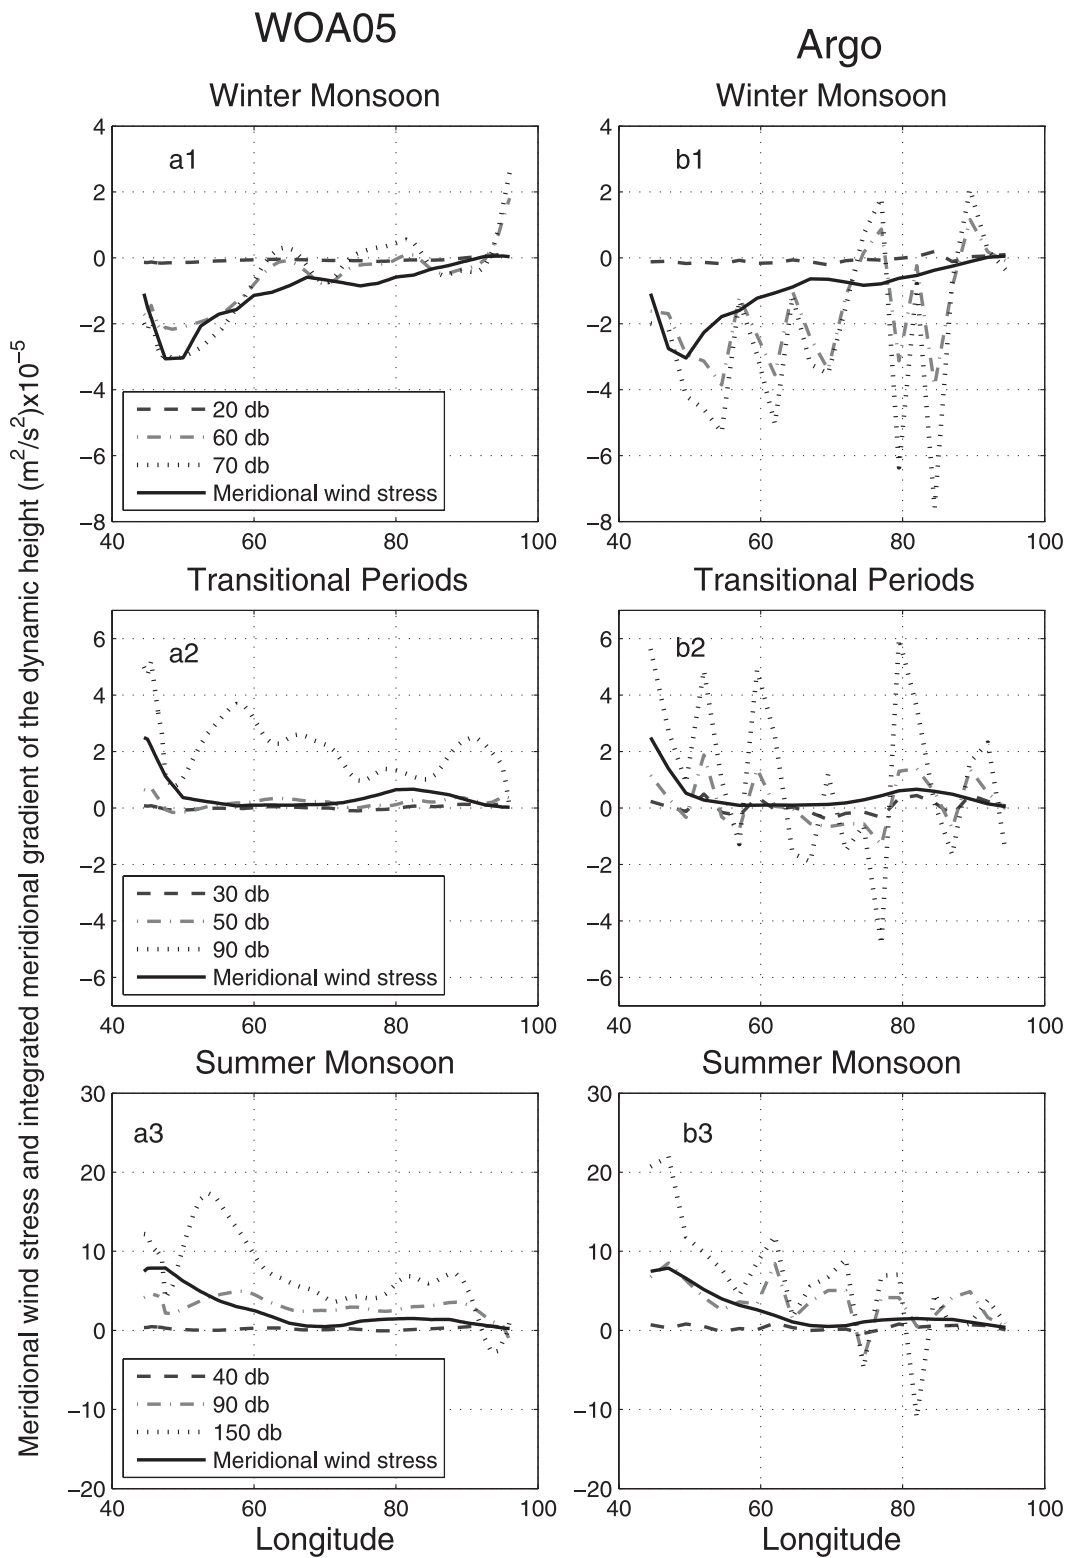 WOA05
Argo
Meridional wind stress and integrated meridional gradient of the dynamic height (m²/s²)x10⁻⁵
Winter Monsoon
a1
4
2
0
−2
−4
−6
−8
20 db
60 db
70 db
Meridional wind stress
40 60 80 100
Winter Monsoon
b1
4
2
0
−2
−4
−6
−8
40 60 80 100
Transitional Periods
a2
6
4
2
0
−2
−4
−6
30 db
50 db
90 db
Meridional wind stress
40 60 80 100
Transitional Periods
b2
6
4
2
0
−2
−4
−6
40 60 80 100
Summer Monsoon
a3
30
20
10
0
−10
−20
40 db
90 db
150 db
Meridional wind stress
40 60 80 100
Longitude
Summer Monsoon
b3
30
20
10
0
−10
−20
40 60 80 100
Longitude